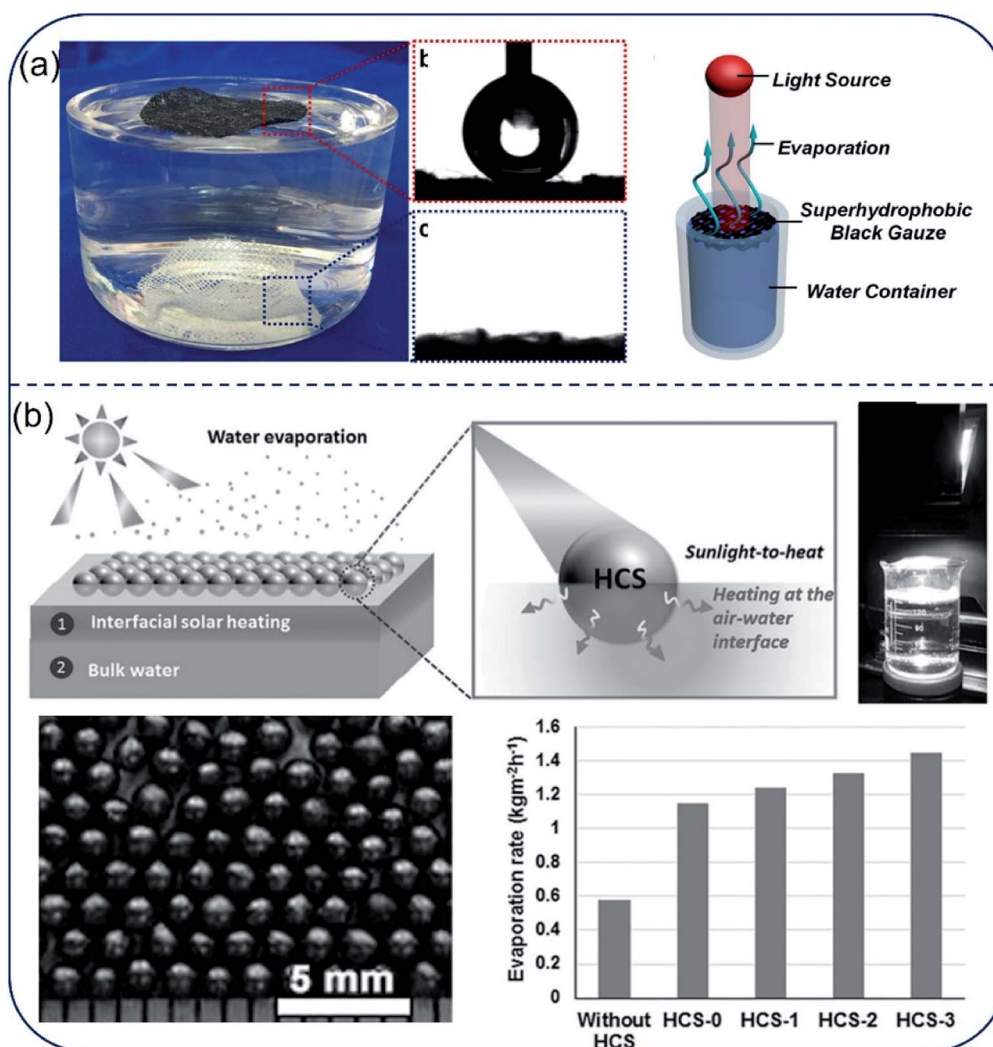 (a)
b
c
Light Source
Evaporation
Superhydrophobic
Black Gauze
Water Container
(b)
Water evaporation
1 Interfacial solar heating
2 Bulk water
HCS
Sunlight-to-heat
Heating at the
air-water
interface
5 mm
Evaporation rate (kgm⁻²h⁻¹)
1.6
1.4
1.2
1
0.8
0.6
0.4
0.2
0
Without
HCS
HCS-0
HCS-1
HCS-2
HCS-3